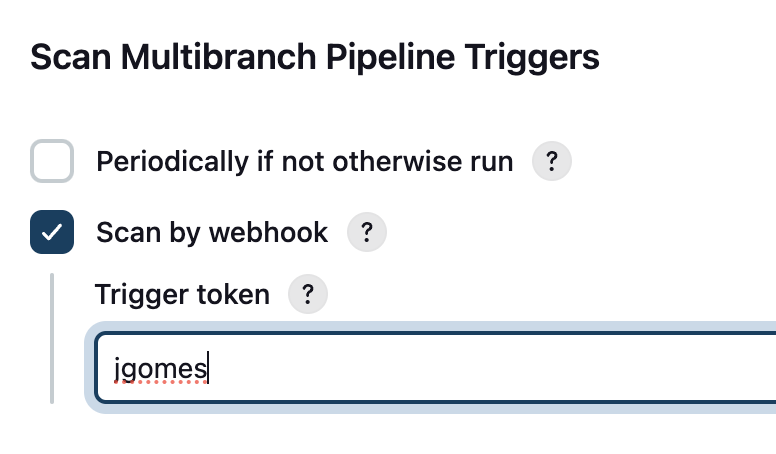 Scan Multibranch Pipeline Triggers
Periodically if not otherwise run ?
Scan by webhook ?
Trigger token ?
jgomes